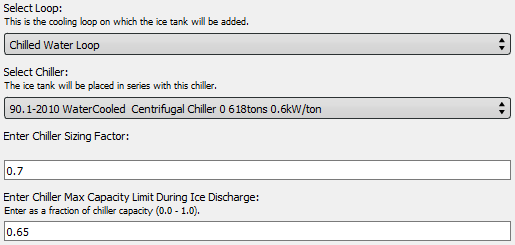 Select Loop:
This is the cooling loop on which the ice tank will be added.
Chilled Water Loop
Select Chiller:
The ice tank will be placed in series with this chiller.
90.1-2010 WaterCooled  Centrifugal Chiller 0 618tons 0.6kW/ton
Enter Chiller Sizing Factor:
0.7
Enter Chiller Max Capacity Limit During Ice Discharge:
Enter as a fraction of chiller capacity (0.0 - 1.0).
0.65